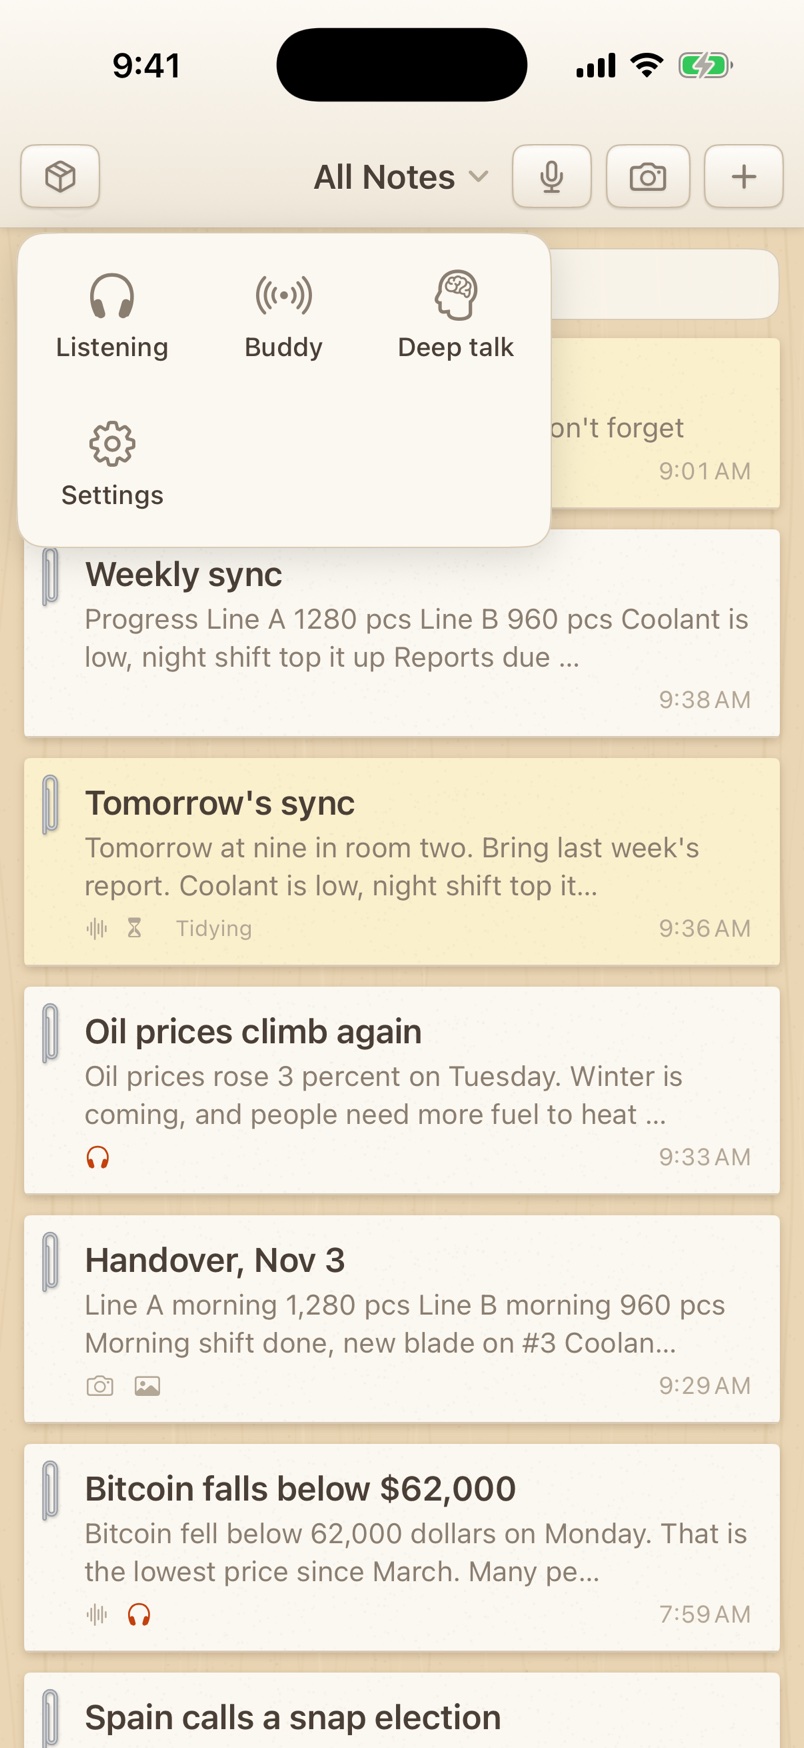 9:41
All Notes
Listening
Buddy
Deep talk
Settings
on't forget
9:01 AM
Weekly sync
Progress Line A 1280 pcs Line B 960 pcs Coolant is
low, night shift top it up Reports due ...
9:38 AM
Tomorrow's sync
Tomorrow at nine in room two. Bring last week's
report. Coolant is low, night shift top it...
Tidying
9:36 AM
Oil prices climb again
Oil prices rose 3 percent on Tuesday. Winter is
coming, and people need more fuel to heat ...
9:33 AM
Handover, Nov 3
Line A morning 1,280 pcs Line B morning 960 pcs
Morning shift done, new blade on #3 Coolan...
9:29 AM
Bitcoin falls below $62,000
Bitcoin fell below 62,000 dollars on Monday. That is
the lowest price since March. Many pe...
7:59 AM
Spain calls a snap election